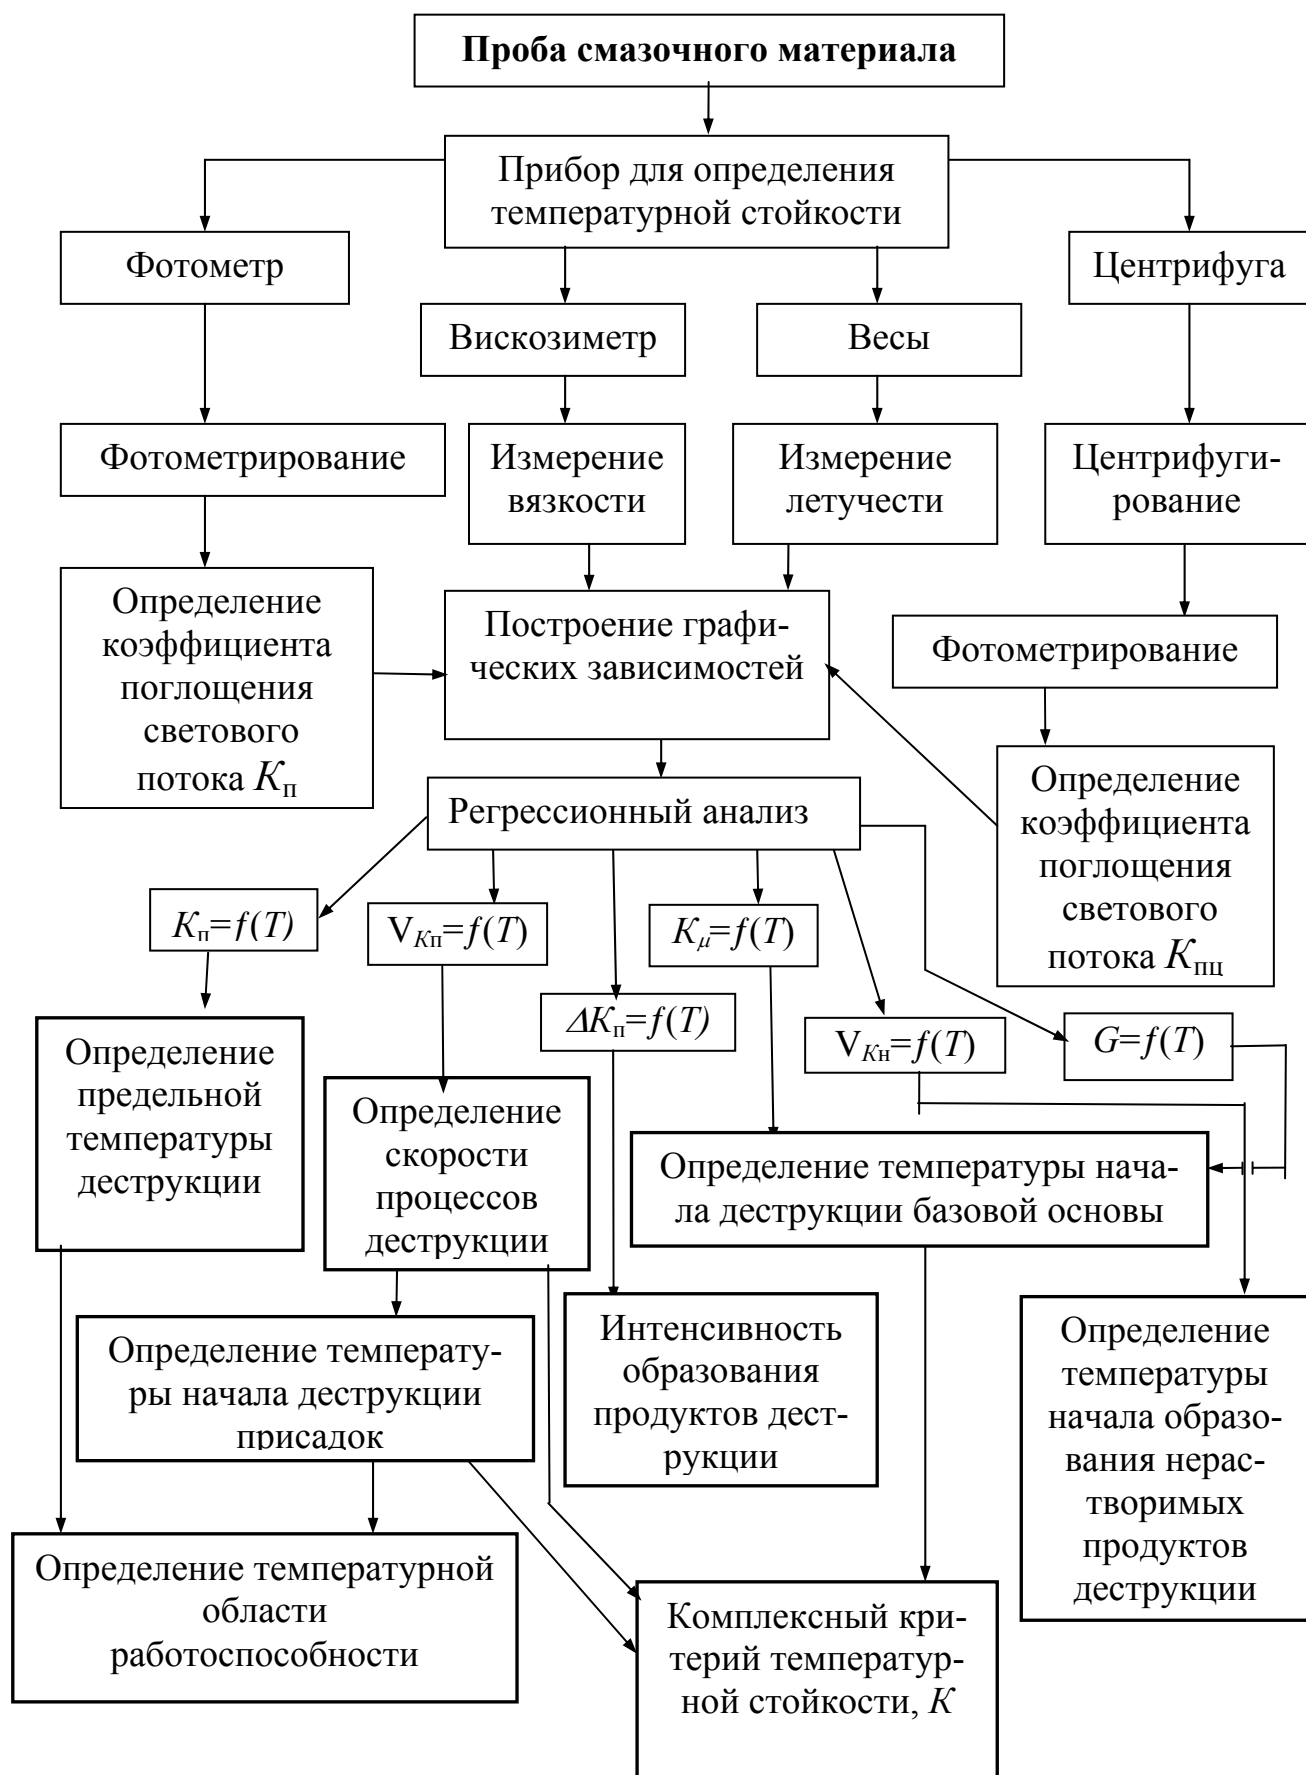 Проба смазочного материала
Прибор для определения
температурной стойкости
Фотометр
Центрифуга
Вискозиметр
Весы
Фотометрирование
Измерение
вязкости
Измерение
летучести
Центрифуги-
рование
Определение
коэффициента
поглощения
светового
потока Kп
Построение графи-
ческих зависимостей
Фотометрирование
Определение
коэффициента
поглощения
светового
потока Kпц
Регрессионный анализ
Kп=f(T)
VKп=f(T)
Kμ=f(T)
ΔKп=f(T)
VKн=f(T)
G=f(T)
Определение
предельной
температуры
деструкции
Определение
скорости
процессов
деструкции
Определение температуры нача-
ла деструкции базовой основы
Определение температу-
ры начала деструкции
присадок
Интенсивность
образования
продуктов дест-
рукции
Определение
температуры
начала образо-
вания нерас-
творимых
продуктов
деструкции
Определение температурной
области
работоспособности
Комплексный кри-
терий температур-
ной стойкости, K